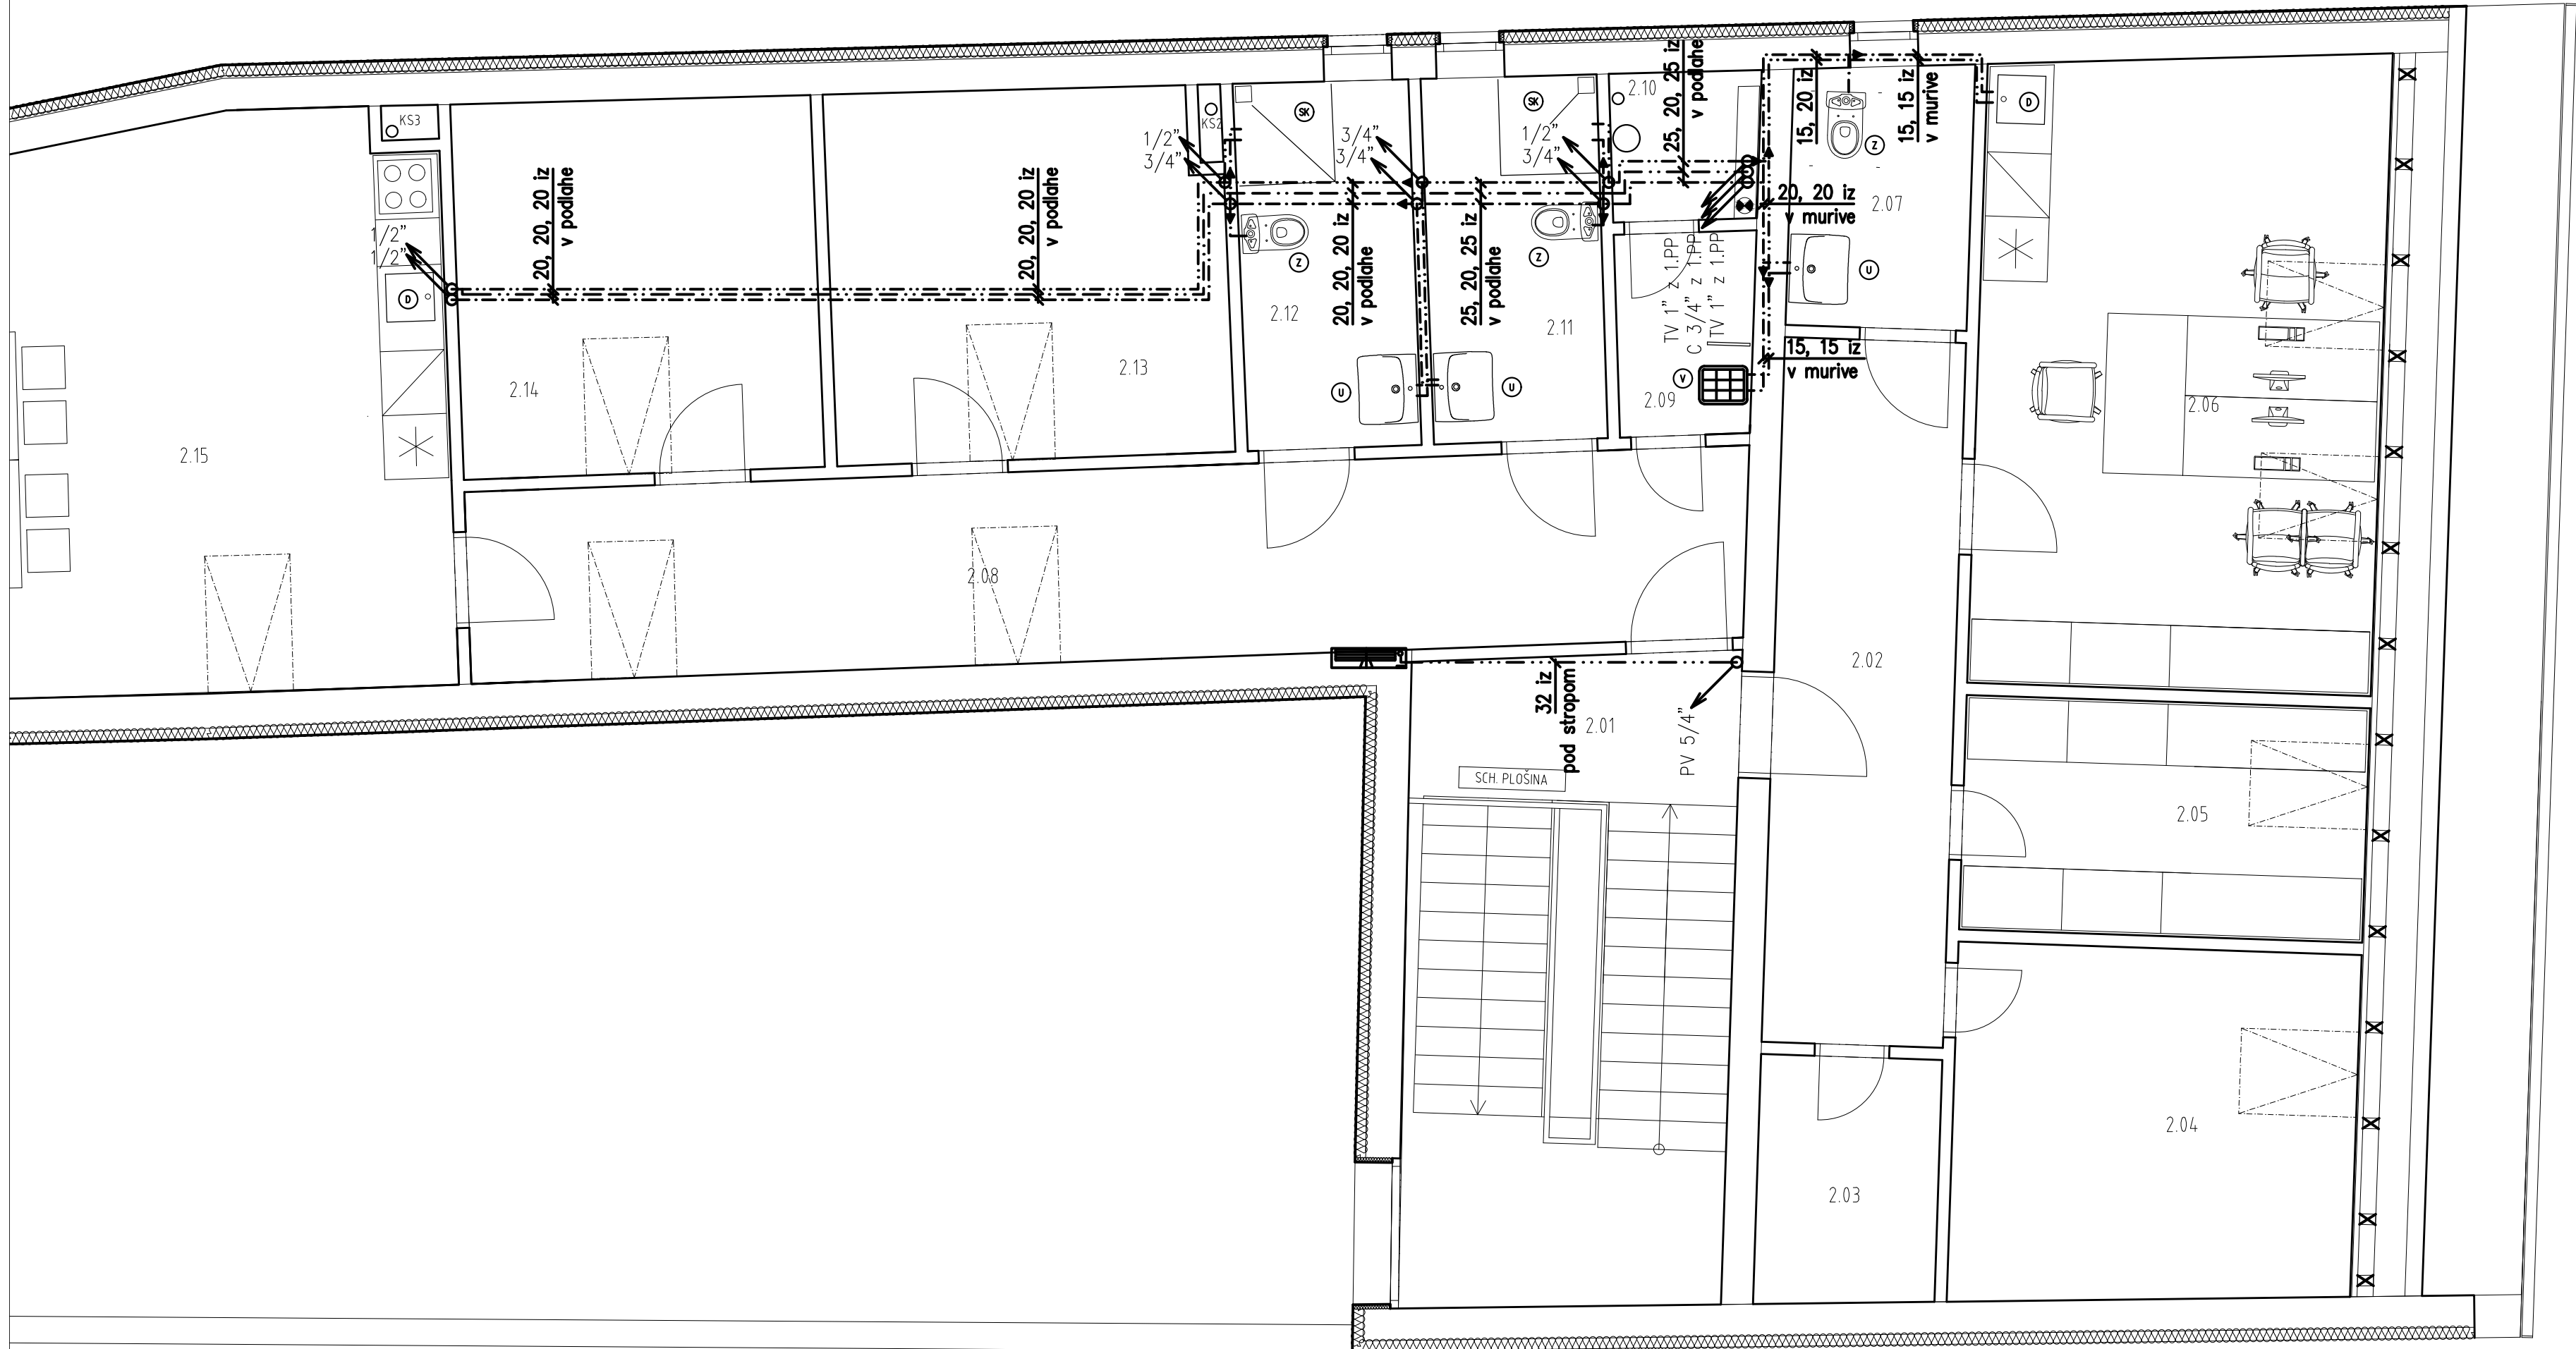 KS3
KS2
SK
SK
2.10
25, 20, 25 iz
v podlahe
15, 20 iz
15, 15 iz
v murive
D
Z
1/2"
3/4"
3/4"
3/4"
1/2"
3/4"
20, 20, 20 iz
v podlahe
20, 20, 20 iz
v podlahe
20, 20 iz
v murive
2.07
1/2"
1/2"
D
Z
Z
U
20, 20, 20 iz
v podlahe
25, 20, 25 iz
v podlahe
TV 1" z 1.PP
C 3/4" z 1.PP
TV 1" z 1.PP
2.12
2.11
15, 15 iz
v murive
2.14
2.13
U
U
V
2.09
2.06
2.15
2.08
2.02
32 iz
pod stropom
2.01
PV 5/4"
SCH. PLOŠINA
2.05
2.04
2.03